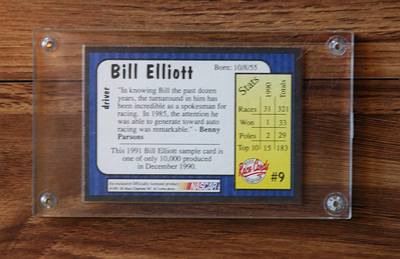 Bill Elliott
Born: 10/8/55
driver
"In knowing Bill the past dozen
years, the turnaround in him has
been incredible as a spokesman for
racing. In 1985, the attention he
was able to generate toward auto
racing was remarkable." - Benny
Parsons
This 1991 Bill Elliott sample card is
one of only 10,000 produced
in December 1990.
NASCAR
Stats 1990 Totals
Races 31 321
Won 1 33
Poles 2 29
Top 10 15 183
#9